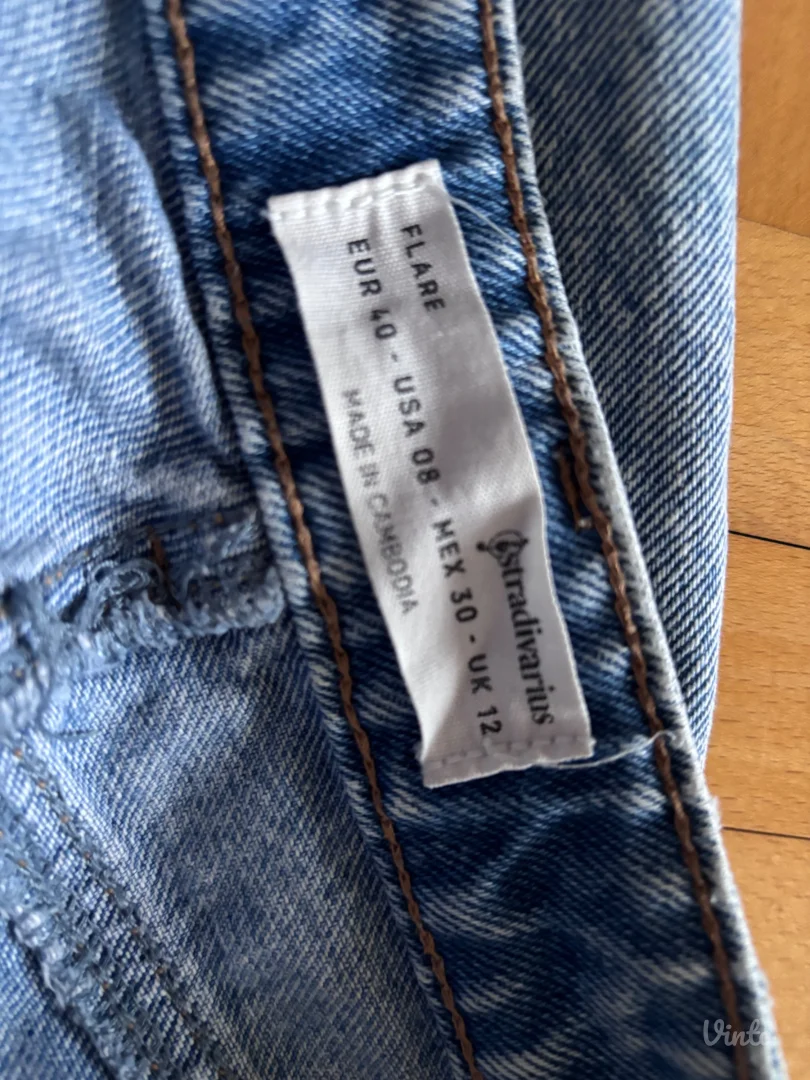 FLARE
Stradivarius
EUR 40 - USA 08 - MEX 30 - UK 12
MADE IN CAMBODIA